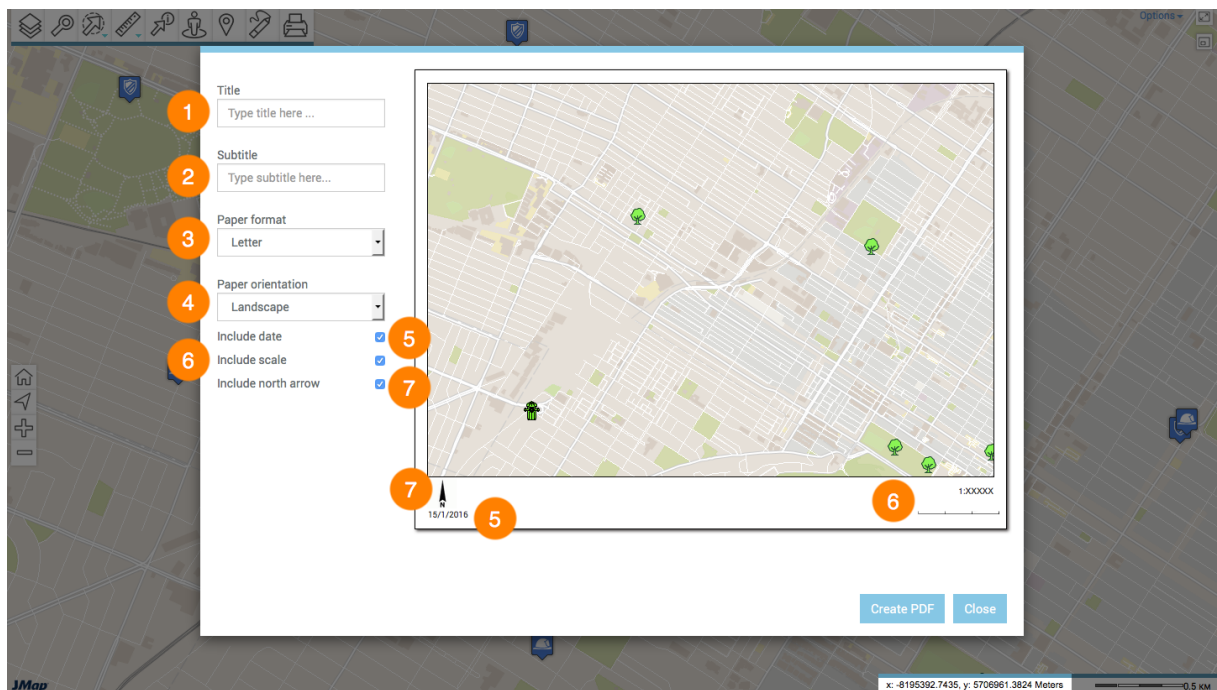 Options
Title
1
Type title here ...
Subtitle
2
Type subtitle here...
Paper format
3
Letter
Paper orientation
4
Landscape
Include date
5
6
Include scale
Include north arrow
7
7
N
15/1/2016
5
6
1:XXXXX
Create PDF
Close
JMap
x: -8195392.7435, y: 5706961.3824 Meters
0,5 км